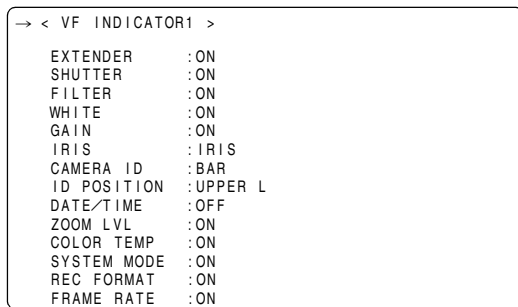 → < VF INDICATOR1 >
EXTENDER :ON
SHUTTER :ON
FILTER :ON
WHITE :ON
GAIN :ON
IRIS :IRIS
CAMERA ID :BAR
ID POSITION :UPPER L
DATE/TIME :OFF
ZOOM LVL :ON
COLOR TEMP :ON
SYSTEM MODE :ON
REC FORMAT :ON
FRAME RATE :ON